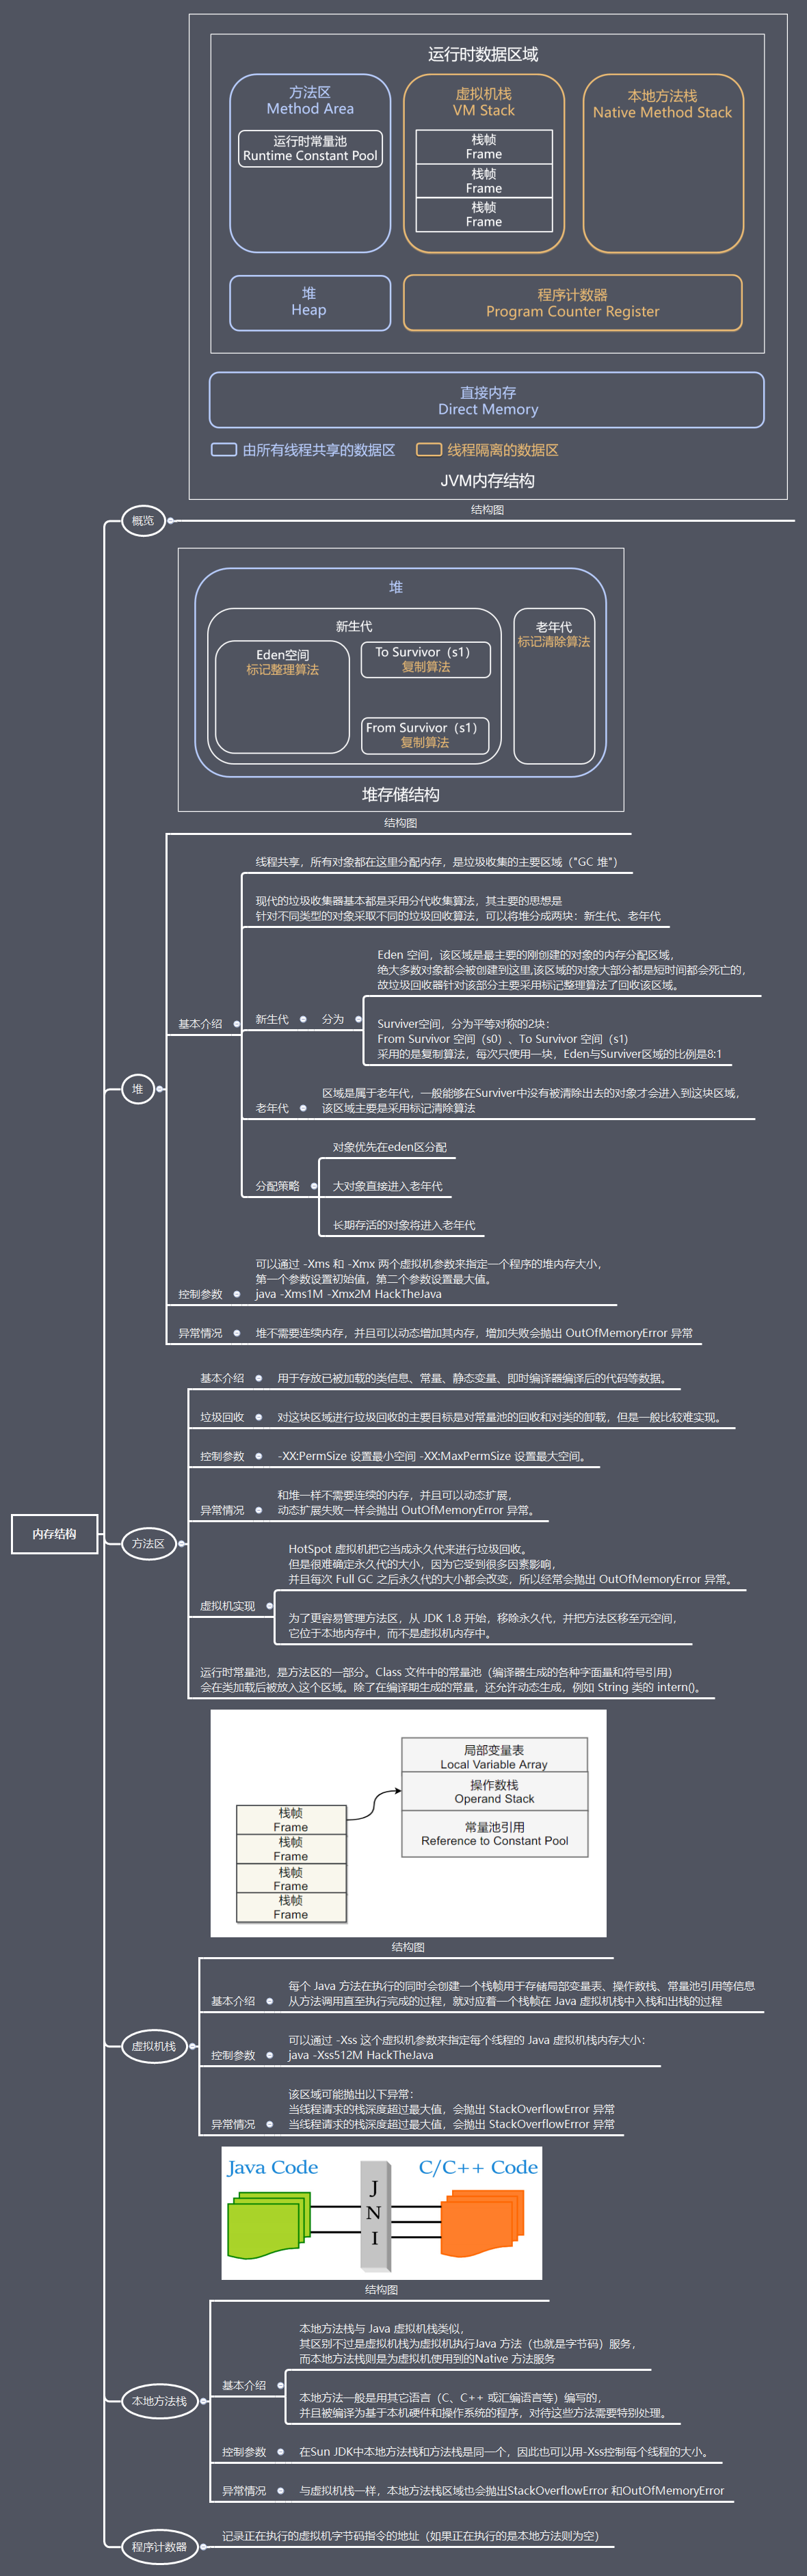 运行时数据区域
方法区
Method Area
运行时常量池
Runtime Constant Pool
虚拟机栈
VM Stack
栈帧
Frame
栈帧
Frame
栈帧
Frame
本地方法栈
Native Method Stack
堆
Heap
程序计数器
Program Counter Register
直接内存
Direct Memory
由所有线程共享的数据区
线程隔离的数据区
JVM内存结构
结构图
概览
堆
新生代
Eden空间
标记整理算法
To Survivor（s1）
复制算法
From Survivor（s1）
复制算法
老年代
标记清除算法
堆存储结构
结构图
线程共享，所有对象都在这里分配内存，是垃圾收集的主要区域（"GC 堆"）
现代的垃圾收集器基本都是采用分代收集算法，其主要的思想是
针对不同类型的对象采取不同的垃圾回收算法，可以将堆分成两块：新生代、老年代
基本介绍
新生代
分为
Eden 空间，该区域是最主要的刚创建的对象的内存分配区域，
绝大多数对象都会被创建到这里,该区域的对象大部分都是短时间都会死亡的，
故垃圾回收器针对该部分主要采用标记整理算法了回收该区域。
Surviver空间，分为平等对称的2块：
From Survivor 空间（s0）、To Survivor 空间（s1）
采用的是复制算法，每次只使用一块，Eden与Surviver区域的比例是8:1
堆
老年代
区域是属于老年代，一般能够在Surviver中没有被清除出去的对象才会进入到这块区域，
该区域主要是采用标记清除算法
分配策略
对象优先在eden区分配
大对象直接进入老年代
长期存活的对象将进入老年代
控制参数
可以通过 -Xms 和 -Xmx 两个虚拟机参数来指定一个程序的堆内存大小，
第一个参数设置初始值，第二个参数设置最大值。
java -Xms1M -Xmx2M HackTheJava
异常情况
堆不需要连续内存，并且可以动态增加其内存，增加失败会抛出 OutOfMemoryError 异常
基本介绍
用于存放已被加载的类信息、常量、静态变量、即时编译器编译后的代码等数据。
垃圾回收
对这块区域进行垃圾回收的主要目标是对常量池的回收和对类的卸载，但是一般比较难实现。
控制参数
-XX:PermSize 设置最小空间 -XX:MaxPermSize 设置最大空间。
异常情况
和堆一样不需要连续的内存，并且可以动态扩展，
动态扩展失败一样会抛出 OutOfMemoryError 异常。
内存结构
方法区
虚拟机实现
HotSpot 虚拟机把它当成永久代来进行垃圾回收。
但是很难确定永久代的大小，因为它受到很多因素影响，
并且每次 Full GC 之后永久代的大小都会改变，所以经常会抛出 OutOfMemoryError 异常。
为了更容易管理方法区，从 JDK 1.8 开始，移除永久代，并把方法区移至元空间，
它位于本地内存中，而不是虚拟机内存中。
运行时常量池，是方法区的一部分。Class 文件中的常量池（编译器生成的各种字面量和符号引用）
会在类加载后被放入这个区域。除了在编译期生成的常量，还允许动态生成，例如 String 类的 intern()。
局部变量表
Local Variable Array
操作数栈
Operand Stack
常量池引用
Reference to Constant Pool
栈帧
Frame
栈帧
Frame
栈帧
Frame
栈帧
Frame
结构图
基本介绍
每个 Java 方法在执行的同时会创建一个栈帧用于存储局部变量表、操作数栈、常量池引用等信息
从方法调用直至执行完成的过程，就对应着一个栈帧在 Java 虚拟机栈中入栈和出栈的过程
虚拟机栈
控制参数
可以通过 -Xss 这个虚拟机参数来指定每个线程的 Java 虚拟机栈内存大小：
java -Xss512M HackTheJava
异常情况
该区域可能抛出以下异常：
当线程请求的栈深度超过最大值，会抛出 StackOverflowError 异常
当线程请求的栈深度超过最大值，会抛出 StackOverflowError 异常
Java Code
C/C++ Code
J
N
I
结构图
基本介绍
本地方法栈与 Java 虚拟机栈类似，
其区别不过是虚拟机栈为虚拟机执行Java 方法（也就是字节码）服务，
而本地方法栈则是为虚拟机使用到的Native 方法服务
本地方法一般是用其它语言（C、C++ 或汇编语言等）编写的，
并且被编译为基于本机硬件和操作系统的程序，对待这些方法需要特别处理。
本地方法栈
控制参数
在Sun JDK中本地方法栈和方法栈是同一个，因此也可以用-Xss控制每个线程的大小。
异常情况
与虚拟机栈一样，本地方法栈区域也会抛出StackOverflowError 和OutOfMemoryError
程序计数器
记录正在执行的虚拟机字节码指令的地址（如果正在执行的是本地方法则为空）